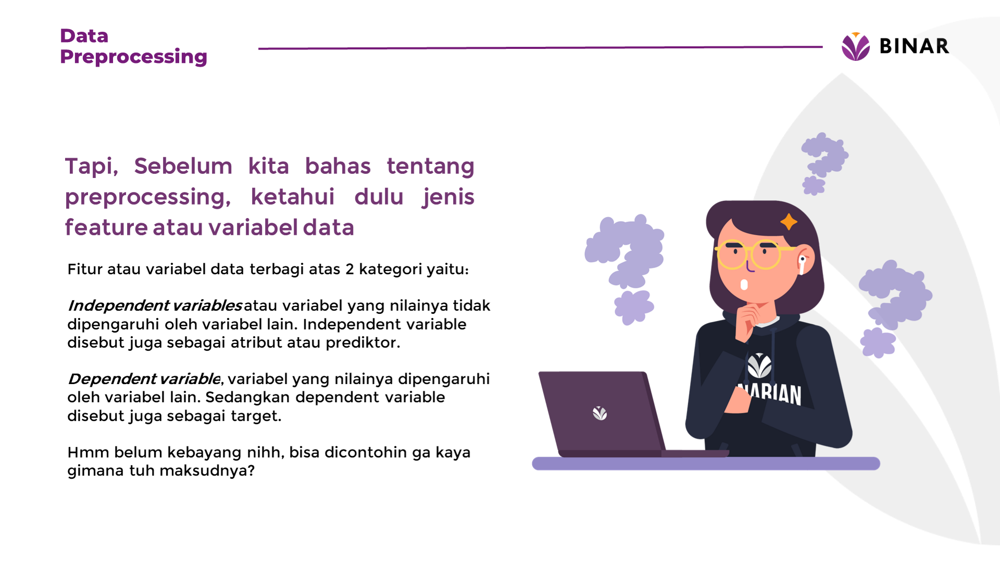 Data
Preprocessing
BINAR
Tapi, Sebelum kita bahas tentang
preprocessing, ketahui dulu jenis
feature atau variabel data
Fitur atau variabel data terbagi atas 2 kategori yaitu:
Independent variables atau variabel yang nilainya tidak
dipengaruhi oleh variabel lain. Independent variable
disebut juga sebagai atribut atau prediktor.
Dependent variable, variabel yang nilainya dipengaruhi
oleh variabel lain. Sedangkan dependent variable
disebut juga sebagai target.
Hmm belum kebayang nihh, bisa dicontohin ga kaya
gimana tuh maksudnya?
NARIAN